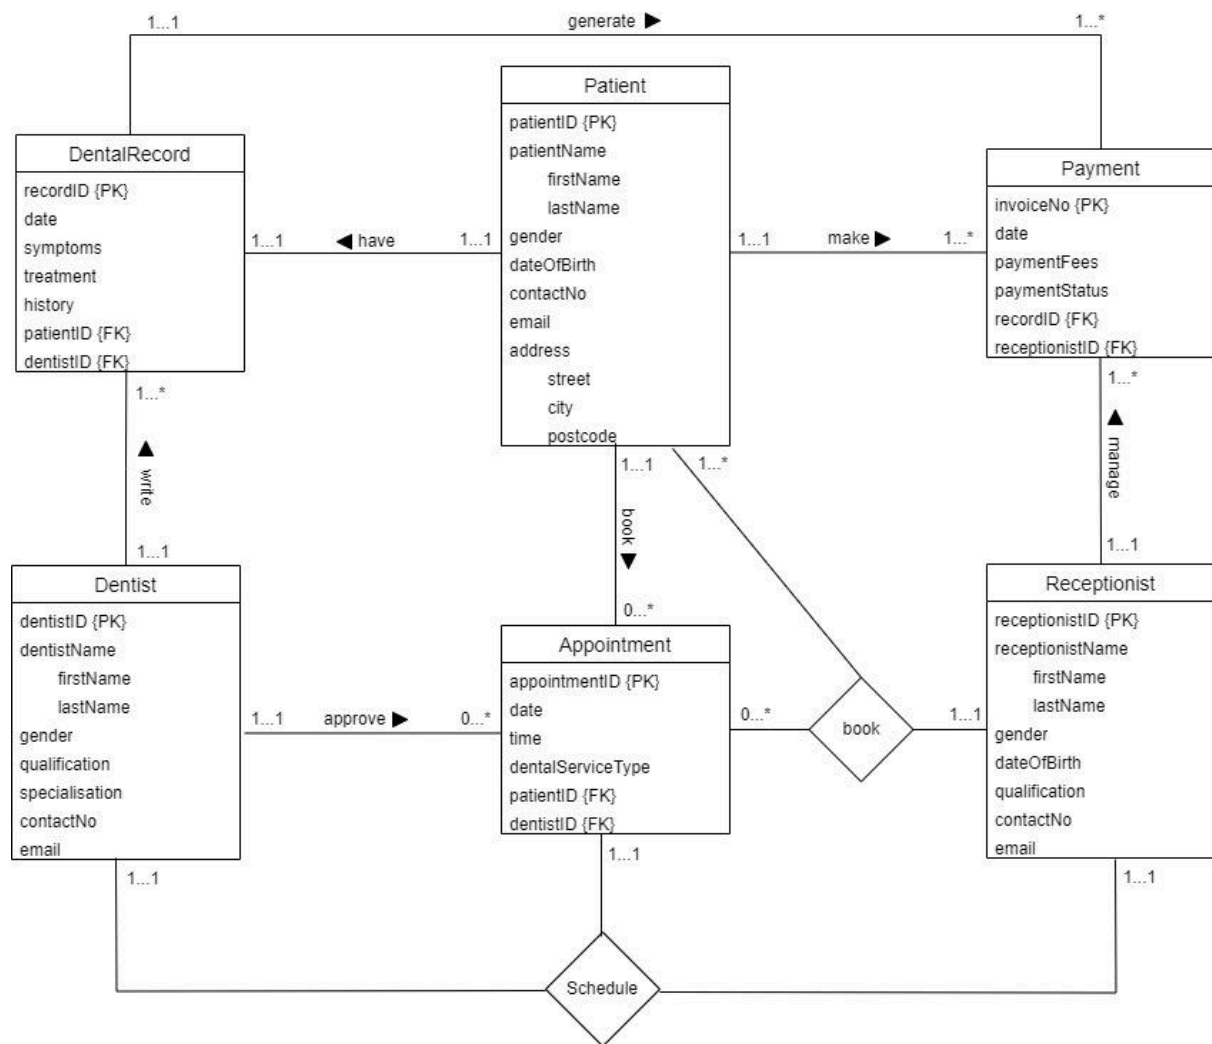 1...1
generate ►
1...*
Patient
patientID {PK}
patientName
firstName
lastName
gender
dateOfBirth
contactNo
email
address
street
city
postcode
DentalRecord
recordID {PK}
date
symptoms
treatment
history
patientID {FK}
dentistID {FK}
1...1
◄ have
1...1
1...1
make ►
1...*
Payment
invoiceNo {PK}
date
paymentFees
paymentStatus
recordID {FK}
receptionistID {FK}
1...*
write
1...1
1...1
book
0...*
1...*
1...*
manage
1...1
Dentist
dentistID {PK}
dentistName
firstName
lastName
gender
qualification
specialisation
contactNo
email
1...1
approve ►
0...*
Appointment
appointmentID {PK}
date
time
dentalServiceType
patientID {FK}
dentistID {FK}
0...*
book
1...1
Receptionist
receptionistID {PK}
receptionistName
firstName
lastName
gender
dateOfBirth
qualification
contactNo
email
1...1
1...1
1...1
Schedule